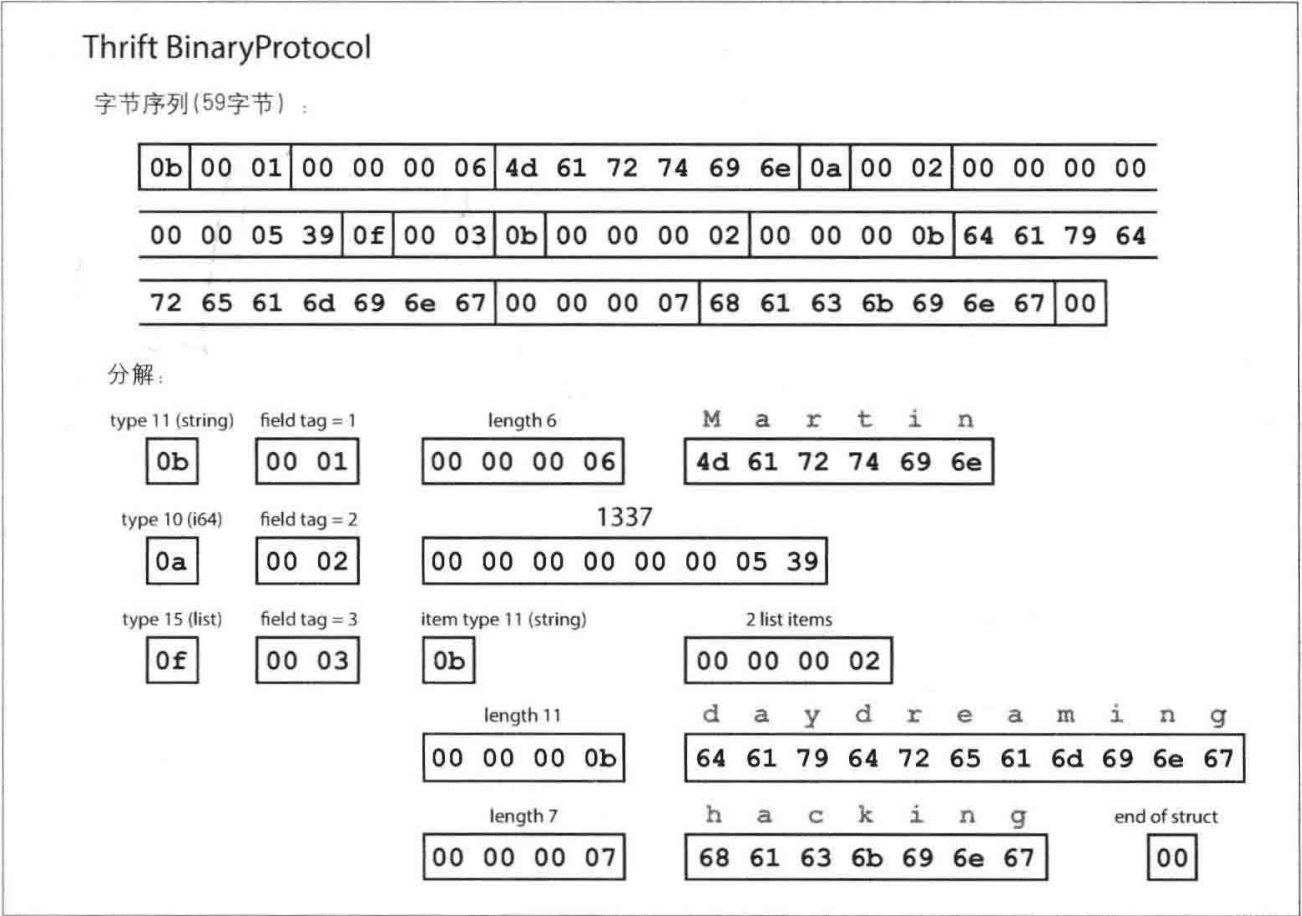 Thrift BinaryProtocol
字节序列(59字节):
0b 00 01 00 00 00 06 4d 61 72 74 69 6e 0a 00 02 00 00 00 00
00 00 05 39 0f 00 03 0b 00 00 00 02 00 00 00 0b 64 61 79 64
72 65 61 6d 69 6e 67 00 00 00 07 68 61 63 6b 69 6e 67 00
分解:
type 11 (string) field tag = 1 length 6 M a r t i n
0b 00 01 00 00 00 06 4d 61 72 74 69 6e
type 10 (i64) field tag = 2 1337
0a 00 02 00 00 00 00 00 00 05 39
type 15 (list) field tag = 3 item type 11 (string) 2 list items
0f 00 03 0b 00 00 00 02
length 11 d a y d r e a m i n g
00 00 00 0b 64 61 79 64 72 65 61 6d 69 6e 67
length 7 h a c k i n g end of struct
00 00 00 07 68 61 63 6b 69 6e 67 00